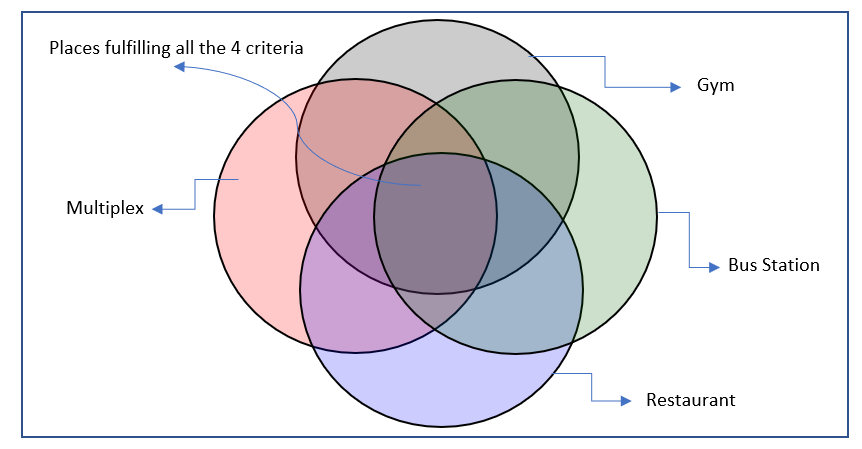 Places fulfilling all the 4 criteria
Gym
Multiplex
Bus Station
Restaurant